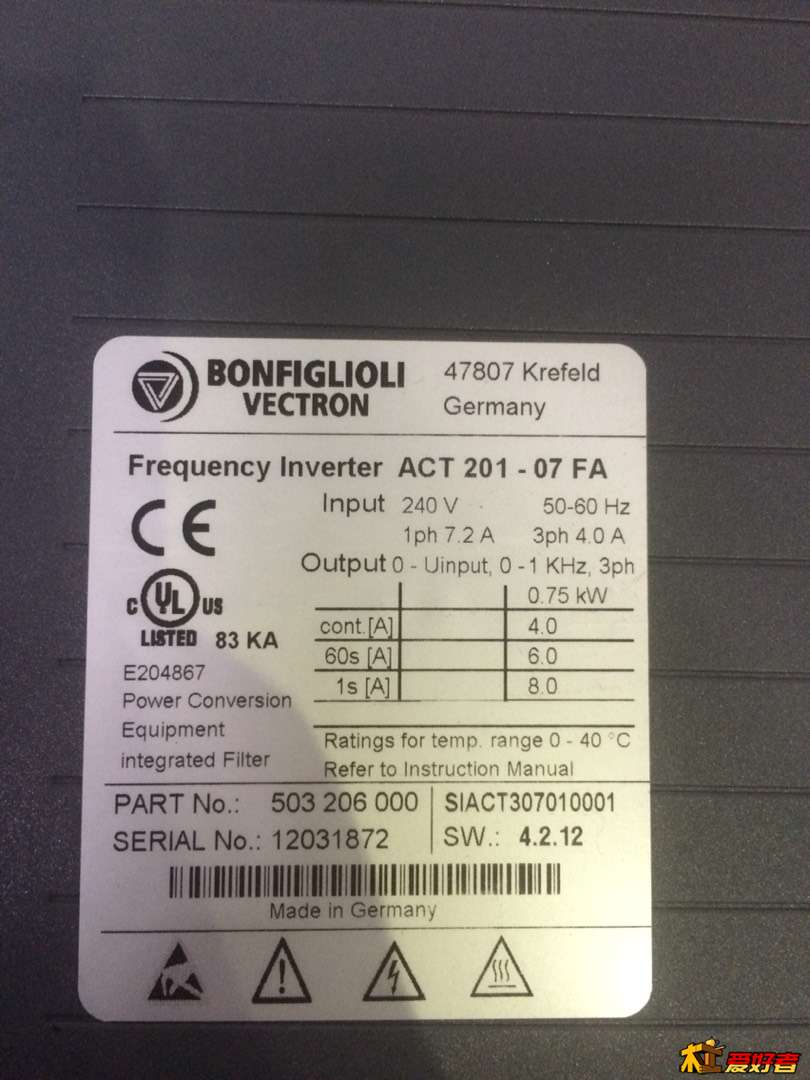 BONFIGLIOLI
VECTRON
47807 Krefeld
Germany
Frequency Inverter ACT 201 - 07 FA
Input 240 V 50-60 Hz
1ph 7.2 A 3ph 4.0 A
Output 0 - Uinput, 0 - 1 KHz, 3ph
0.75 kW
cont.[A] 4.0
60s [A] 6.0
1s [A] 8.0
CE
C UL US
LISTED 83 KA
E204867
Power Conversion
Equipment
integrated Filter
Ratings for temp. range 0 - 40 °C
Refer to Instruction Manual
PART No.: 503 206 000 SIACT307010001
SERIAL No.: 12031872 SW.: 4.2.12
Made in Germany
木工爱好者